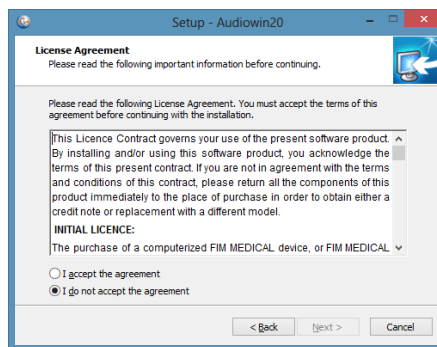 Setup - Audiowin20
License Agreement
Please read the following important information before continuing.
Please read the following License Agreement. You must accept the terms of this
agreement before continuing with the installation.
This Licence Contract governs your use of the present software product.
By installing and/or using this software product, you acknowledge the
terms of this present contract. If you are not in agreement with the terms
and conditions of this contract, please return all the components of this
product immediately to the place of purchase in order to obtain either a
credit note or replacement with a different model.
INITIAL LICENCE:
The purchase of a computerized FIM MEDICAL device, or FIM MEDICAL
I accept the agreement
I do not accept the agreement
< Back
Next >
Cancel